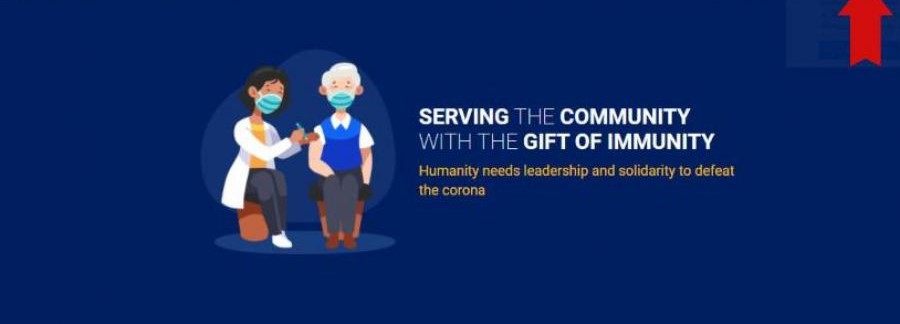 SERVING THE COMMUNITY
WITH THE GIFT OF IMMUNITY
Humanity needs leadership and solidarity to defeat
the corona